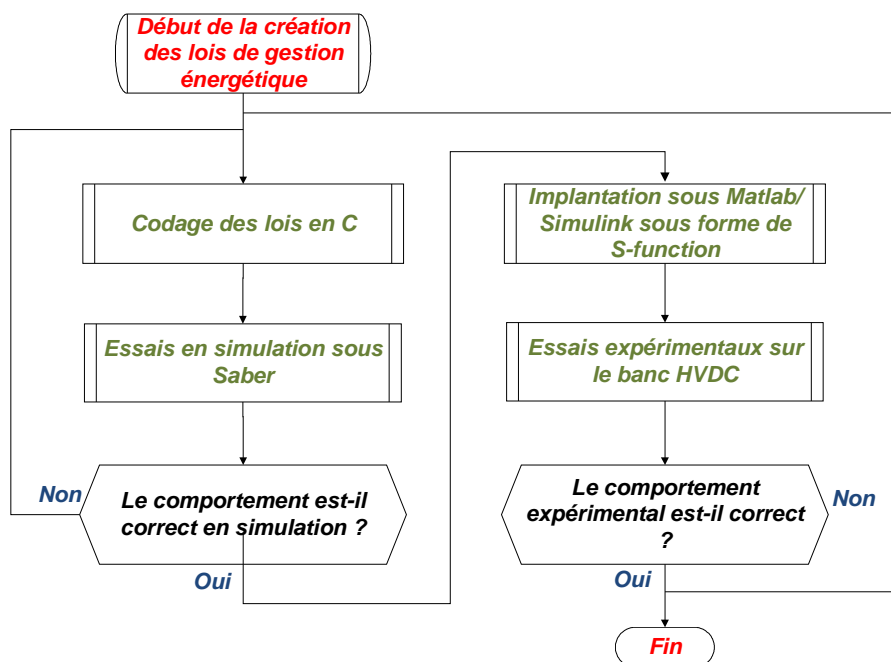 Début de la création
des lois de gestion
énergétique
Codage des lois en C
Essais en simulation sous
Saber
Non
Le comportement est-il
correct en simulation ?
Oui
Implantation sous Matlab/
Simulink sous forme de
S-function
Essais expérimentaux sur
le banc HVDC
Le comportement
expérimental est-il correct
?
Non
Oui
Fin